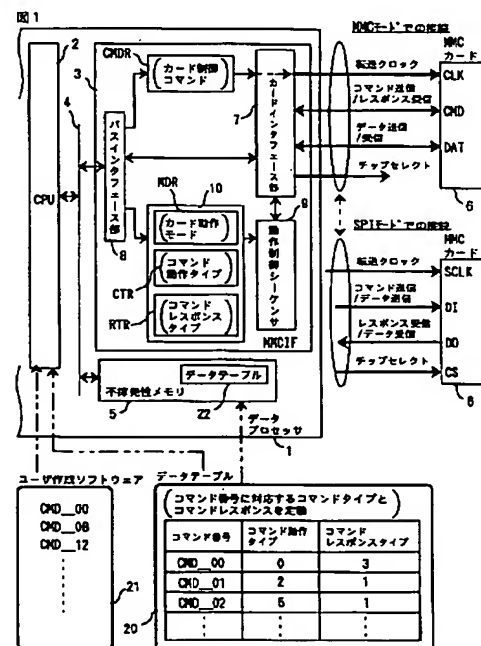 図1
1
2
3
4
CPU
CMDR
(カード制御
コマンド)
バスインタフェース部
8
カードインタフェース部
7
MDR
10
(カード動作
モード)
CTR
(コマンド
動作タイプ)
RTR
(コマンド
レスポンス
タイプ)
動作制御シーケンサ
9
MMCIF
不揮発性メモリ
5
データテーブル
22
データ
プロセッサ
1
MMCモードでの接続
MMC
カード
転送クロック
CLK
コマンド送信
/レスポンス受信
CMD
データ送信
/受信
DAT
チップセレクト
6
SPIモードでの接続
MMC
カード
転送クロック
SCLK
コマンド送信
/データ送信
DI
レスポンス受信
/データ受信
DO
チップセレクト
CS
6
ユーザ作成ソフトウェア
CMD__00
CMD__08
CMD__12
21
データテーブル
(コマンド番号に対応するコマンドタイプと
コマンドレスポンスを定義)
コマンド番号 コマンド動作タイプ コマンドレスポンスタイプ
CMD__00 0 3
CMD__01 2 1
CMD__02 5 1
20